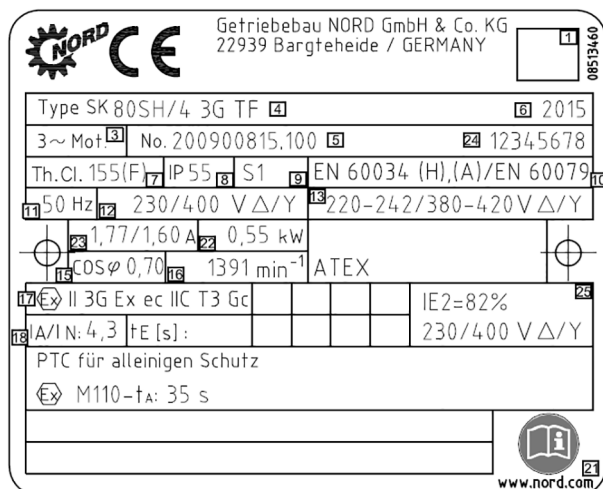 NORD
CE
Getriebebau NORD GmbH & Co. KG
22939 Bargteheide / GERMANY
1
08513460
Type SK 80SH/4 3G TF 4 6 2015
3~ Mot. 3 No. 200900815.100 5 24 12345678
Th.Cl. 155(F) 7 IP 55 8 S1 9 EN 60034 (H),(A)/EN 60079 10
11 50 Hz 12 230/400 V Δ/Y 13 220-242/380-420V Δ/Y
23 1,77/1,60 A 22 0,55 kW
15 COSφ 0,70 16 1391 min⁻¹ ATEX
17 Ex II 3G Ex ec IIC T3 Gc IE2=82% 25
18 IA/IN: 4,3 tE [s]: 230/400 V Δ/Y
PTC für alleinigen Schutz
Ex M110-tA: 35 s
i
21
www.nord.com